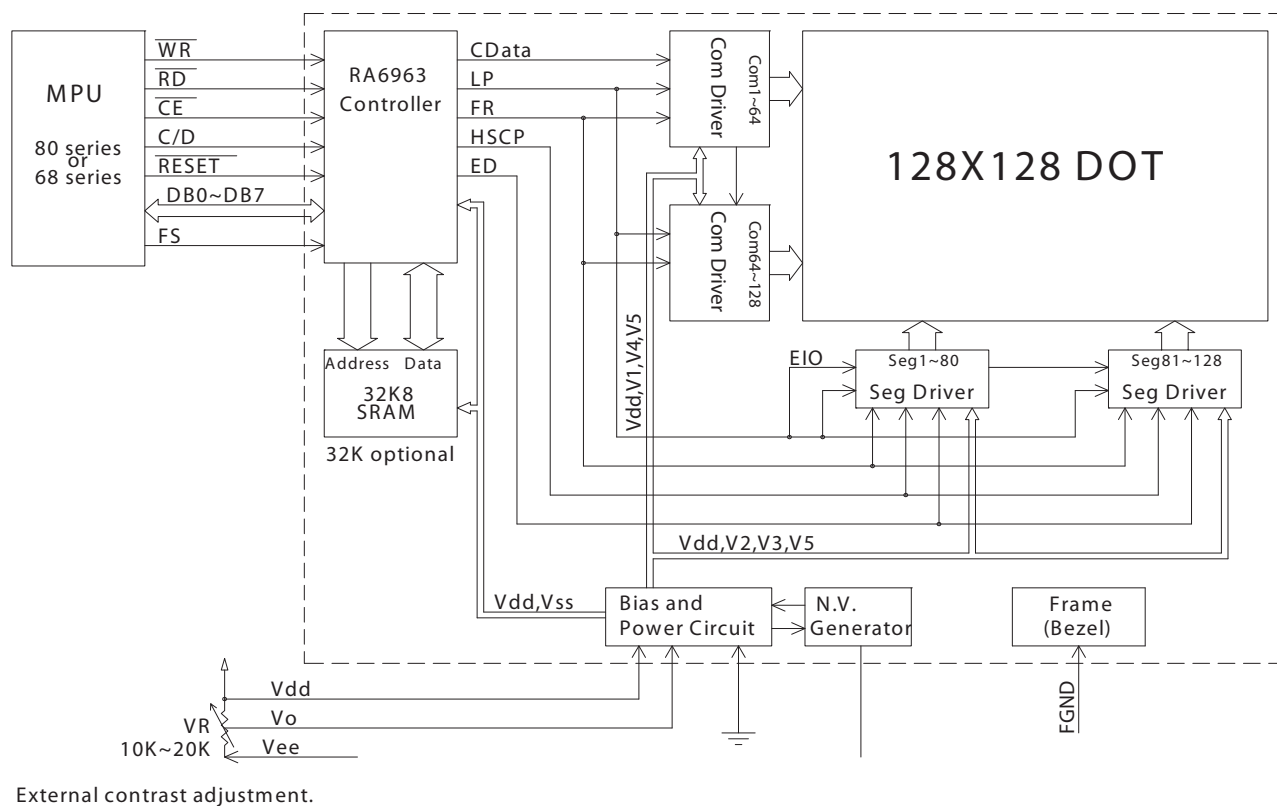 MPU
80 series
or
68 series
WR
RD
CE
C/D
RESET
DB0~DB7
FS
RA6963
Controller
CData
LP
FR
HSCP
ED
Com Driver
Com1~64
Com Driver
Com64~128
128X128 DOT
Address Data
32K8
SRAM
32K optional
Vdd,V1,V4,V5
EIO
Seg1~80
Seg Driver
Seg81~128
Seg Driver
Vdd,V2,V3,V5
Vdd,Vss
Bias and
Power Circuit
N.V.
Generator
Frame
(Bezel)
FGND
Vdd
Vo
Vee
VR
10K~20K
External contrast adjustment.